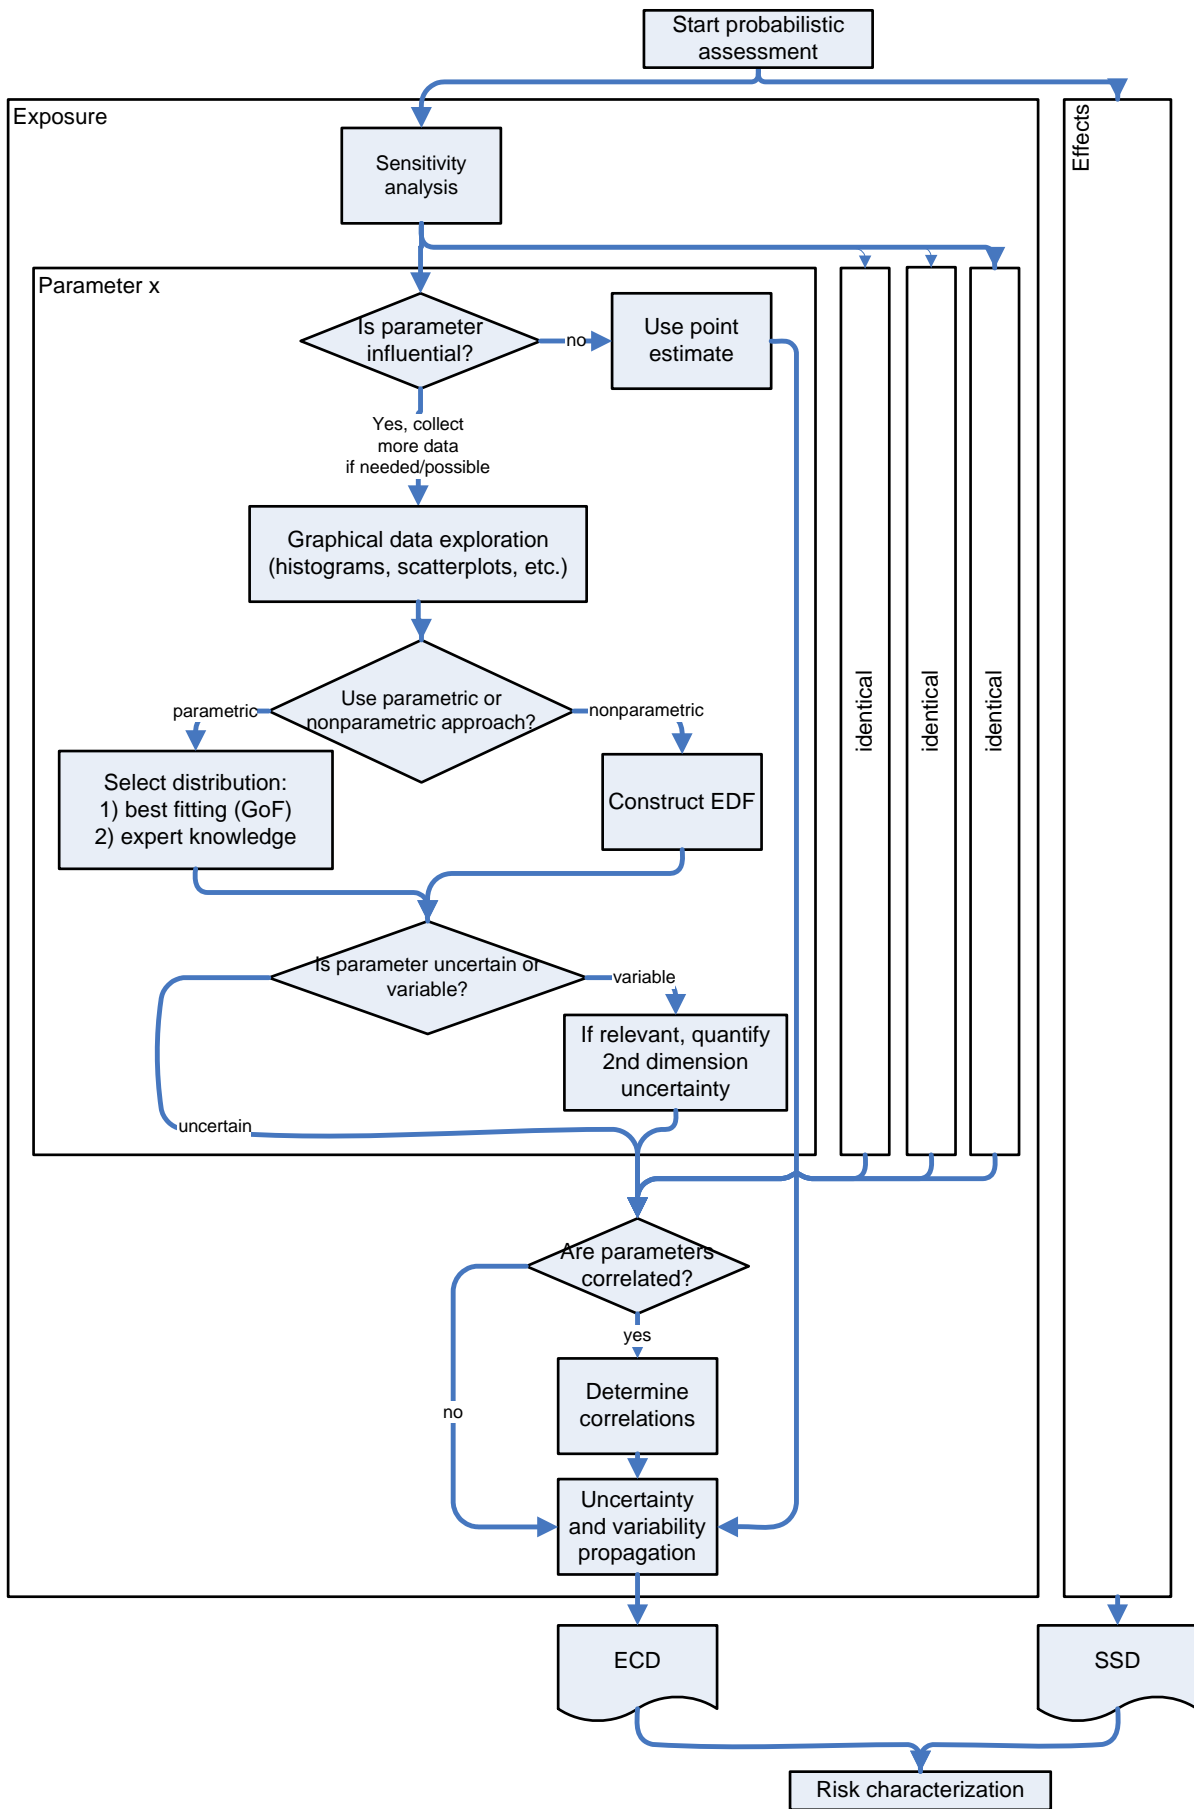 Start probabilistic
assessment
Exposure
Effects
Sensitivity
analysis
Parameter x
Is parameter
influential?
no
Use point
estimate
Yes, collect
more data
if needed/possible
Graphical data exploration
(histograms, scatterplots, etc.)
Use parametric or
nonparametric approach?
parametric
nonparametric
identical
identical
identical
Select distribution:
1) best fitting (GoF)
2) expert knowledge
Construct EDF
Is parameter uncertain or
variable?
variable
If relevant, quantify
2nd dimension
uncertainty
uncertain
Are parameters
correlated?
yes
no
Determine
correlations
Uncertainty
and variability
propagation
ECD
SSD
Risk characterization